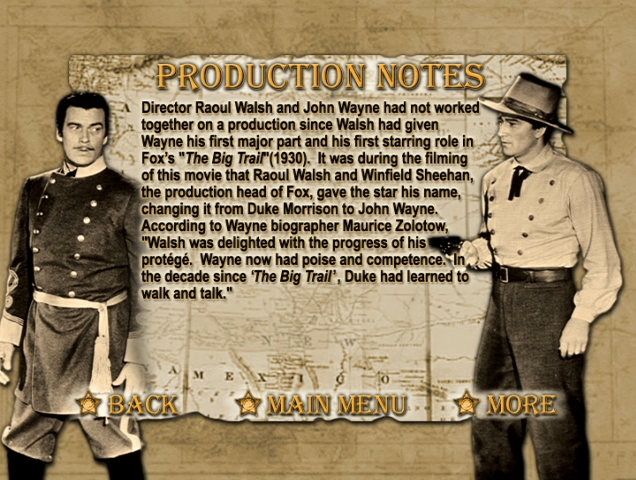 PRODUCTION NOTES
Director Raoul Walsh and John Wayne had not worked
together on a production since Walsh had given
Wayne his first major part and his first starring role in
Fox's "The Big Trail"(1930). It was during the filming
of this movie that Raoul Walsh and Winfield Sheehan,
the production head of Fox, gave the star his name,
changing it from Duke Morrison to John Wayne.
According to Wayne biographer Maurice Zolotow,
"Walsh was delighted with the progress of his
protégé. Wayne now had poise and competence. In
the decade since 'The Big Trail', Duke had learned to
walk and talk."
NEW
AMEXICO
BACK MAIN MENU MORE